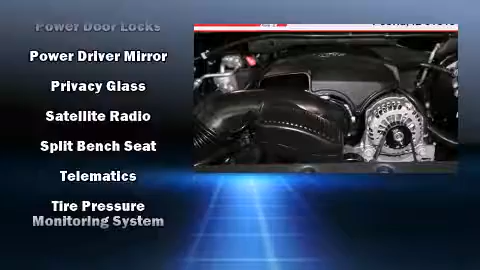 Power Door Locks
Power Driver Mirror
Privacy Glass
Satellite Radio
Split Bench Seat
Telematics
Tire Pressure
Monitoring System